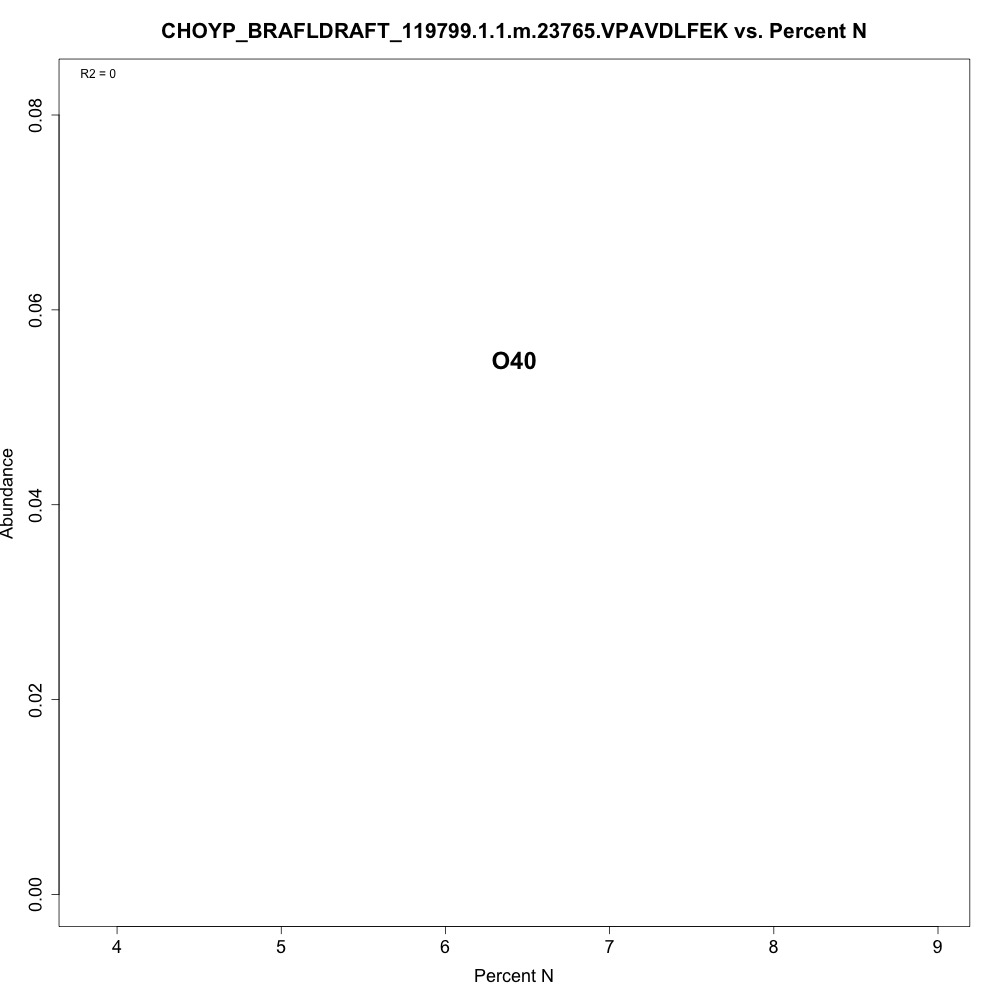 CHOYP_BRAFLDRAFT_119799.1.1.m.23765.VPAVDLFEK vs. Percent N
R2 = 0
0.08
0.06
O40
Abundance
0.04
0.02
0.00
4 5 6 7 8 9
Percent N